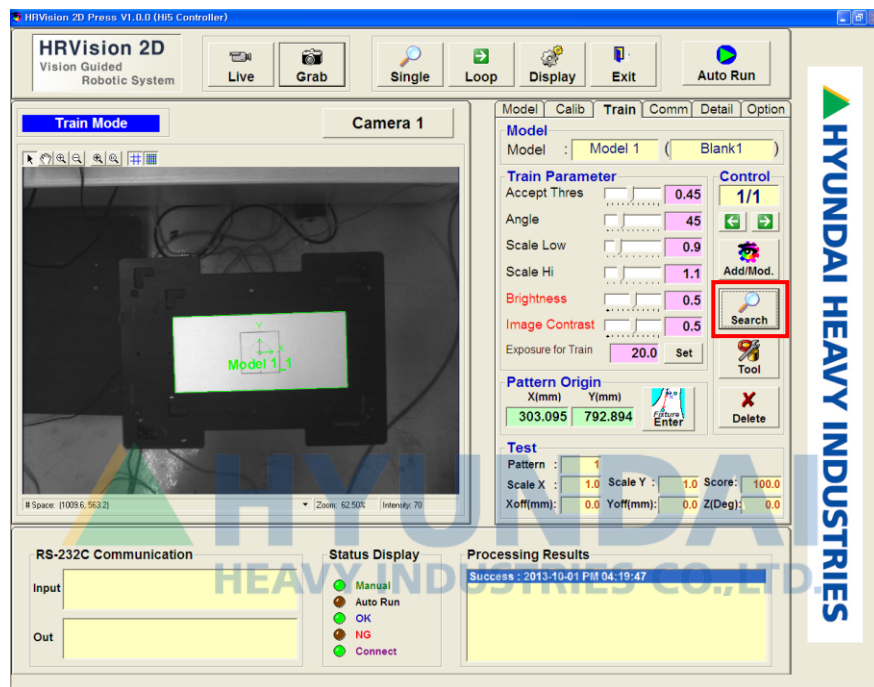 HRVision 2D Press V1.0.0 (Hi5 Controller)
HRVision 2D
Vision Guided
Robotic System
Live
Grab
Single
Loop
Display
Exit
Auto Run
Train Mode
Camera 1
Model Calib Train Comm Detail Option
Model
Model : Model 1 ( Blank1 )
Train Parameter
Accept Thres 0.45
Angle 45
Scale Low 0.9
Scale Hi 1.1
Brightness 0.5
Image Contrast 0.5
Exposure for Train 20.0 Set
Control
1/1
Add/Mod.
Search
Tool
Delete
Pattern Origin
X(mm) Y(mm)
303.095 792.894
Fixture
Enter
Test
Pattern : 1
Scale X : 1.0 Scale Y : 1.0 Score: 100.0
Xoff(mm): 0.0 Yoff(mm): 0.0 Z(Deg): 0.0
Y
X
Model 1_1
# Space: (1009.6, 563.2)
Zoom: 62.50%
Intensity: 70
RS-232C Communication
Input
Out
Status Display
Manual
Auto Run
OK
NG
Connect
Processing Results
Success : 2013-10-01 PM 04:19:47
HYUNDAI HEAVY INDUSTRIES
HYUNDAI
HEAVY INDUSTRIES CO.,LTD.